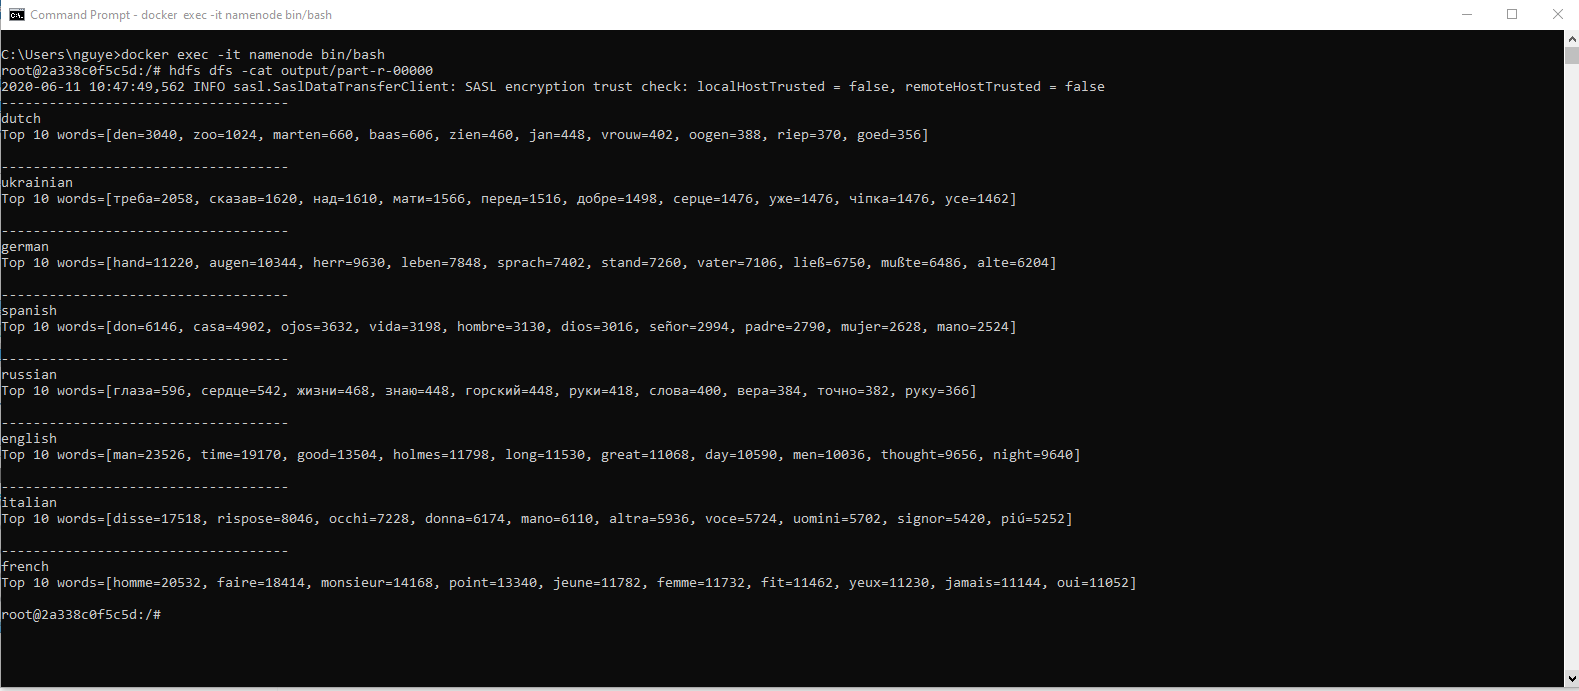 Command Prompt - docker  exec -it namenode bin/bash
C:\Users\nguye>docker exec -it namenode bin/bash
root@2a338c0f5c5d:/# hdfs dfs -cat output/part-r-00000
2020-06-11 10:47:49,562 INFO sasl.SaslDataTransferClient: SASL encryption trust check: localHostTrusted = false, remoteHostTrusted = false
------------------------------------
dutch
Top 10 words=[den=3040, zoo=1024, marten=660, baas=606, zien=460, jan=448, vrouw=402, oogen=388, riep=370, goed=356]
------------------------------------
ukrainian
Top 10 words=[треба=2058, сказав=1620, над=1610, мати=1566, перед=1516, добре=1498, серце=1476, уже=1476, чіпка=1476, усе=1462]
------------------------------------
german
Top 10 words=[hand=11220, augen=10344, herr=9630, leben=7848, sprach=7402, stand=7260, vater=7106, ließ=6750, mußte=6486, alte=6204]
------------------------------------
spanish
Top 10 words=[don=6146, casa=4902, ojos=3632, vida=3198, hombre=3130, dios=3016, señor=2994, padre=2790, mujer=2628, mano=2524]
------------------------------------
russian
Top 10 words=[глаза=596, сердце=542, жизни=468, знаю=448, горский=448, руки=418, слова=400, вера=384, точно=382, руку=366]
------------------------------------
english
Top 10 words=[man=23526, time=19170, good=13504, holmes=11798, long=11530, great=11068, day=10590, men=10036, thought=9656, night=9640]
------------------------------------
italian
Top 10 words=[disse=17518, rispose=8046, occhi=7228, donna=6174, mano=6110, altra=5936, voce=5724, uomini=5702, signor=5420, piú=5252]
------------------------------------
french
Top 10 words=[homme=20532, faire=18414, monsieur=14168, point=13340, jeune=11782, femme=11732, fit=11462, yeux=11230, jamais=11144, oui=11052]
root@2a338c0f5c5d:/#